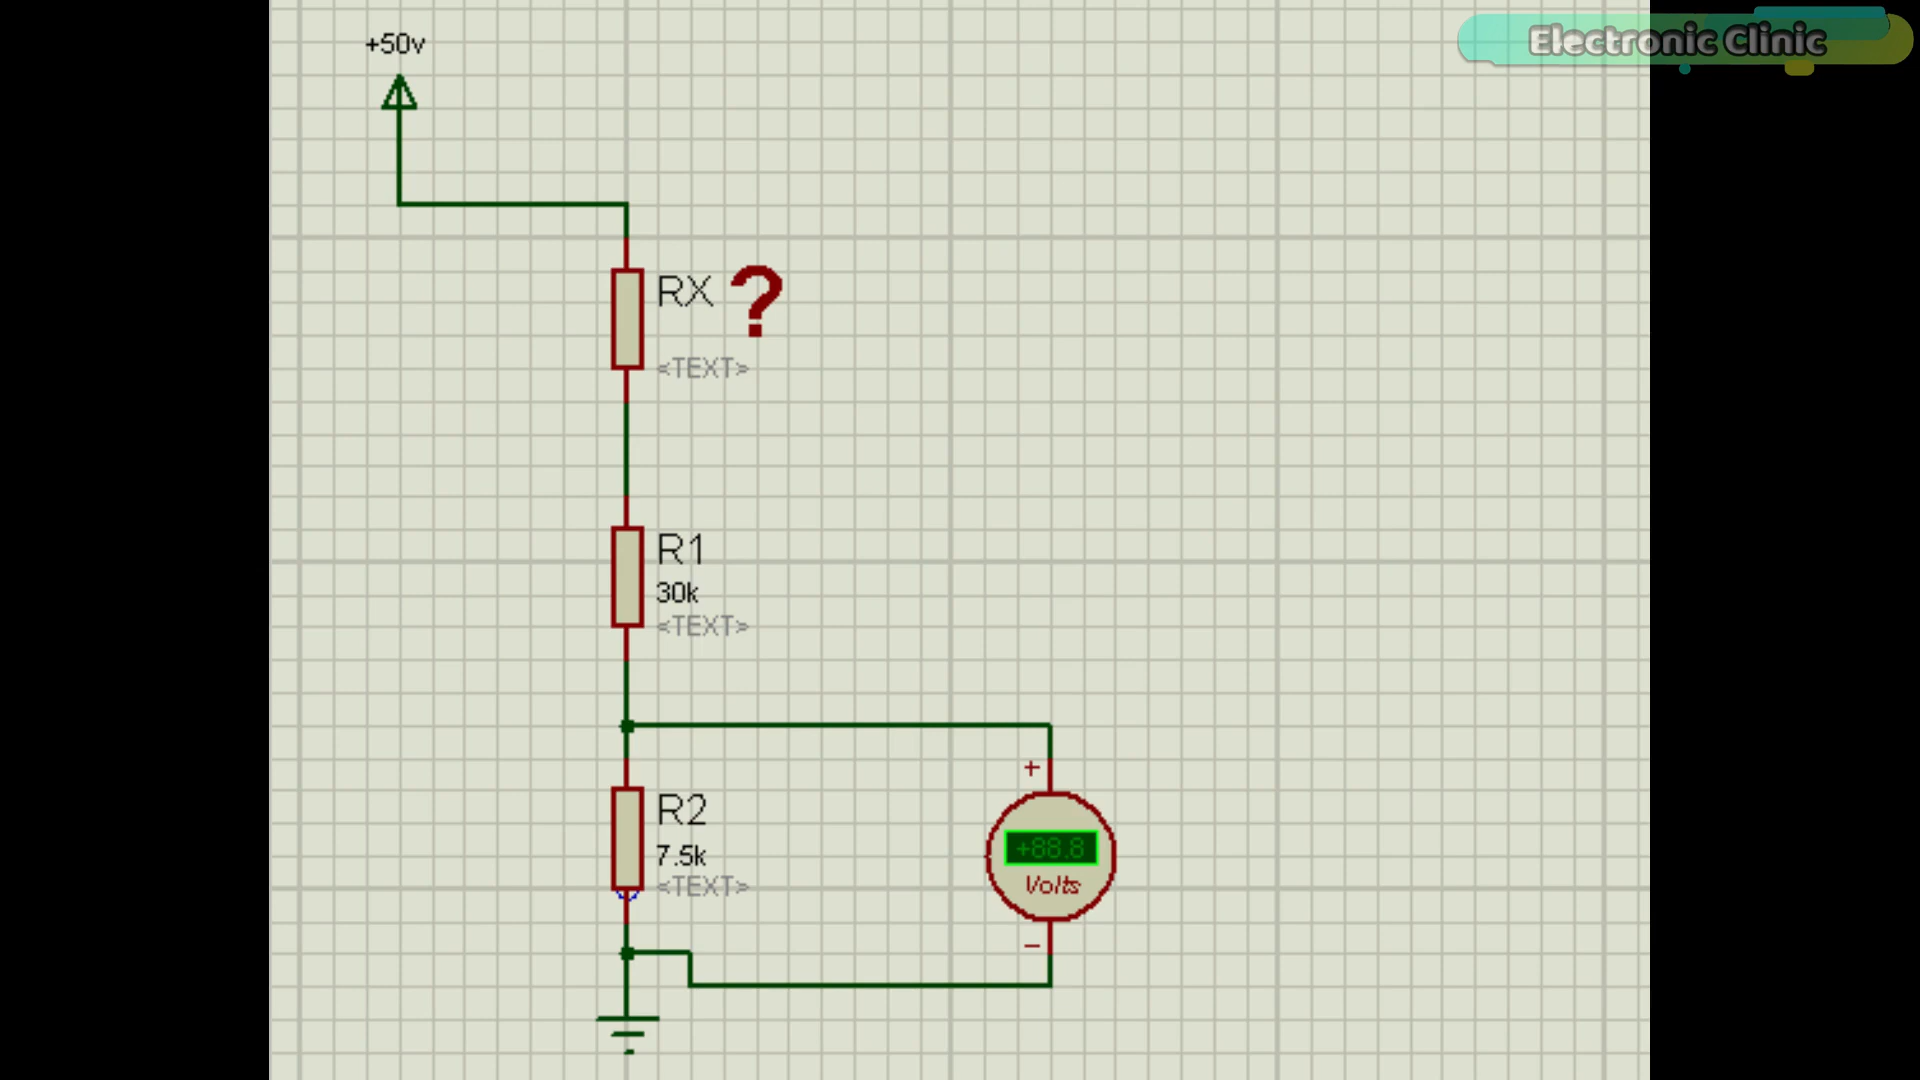 Electronic Clinic
+50v
RX ?
<TEXT>
R1
30k
<TEXT>
R2
7.5k
<TEXT>
+
+88.8
Volts
−